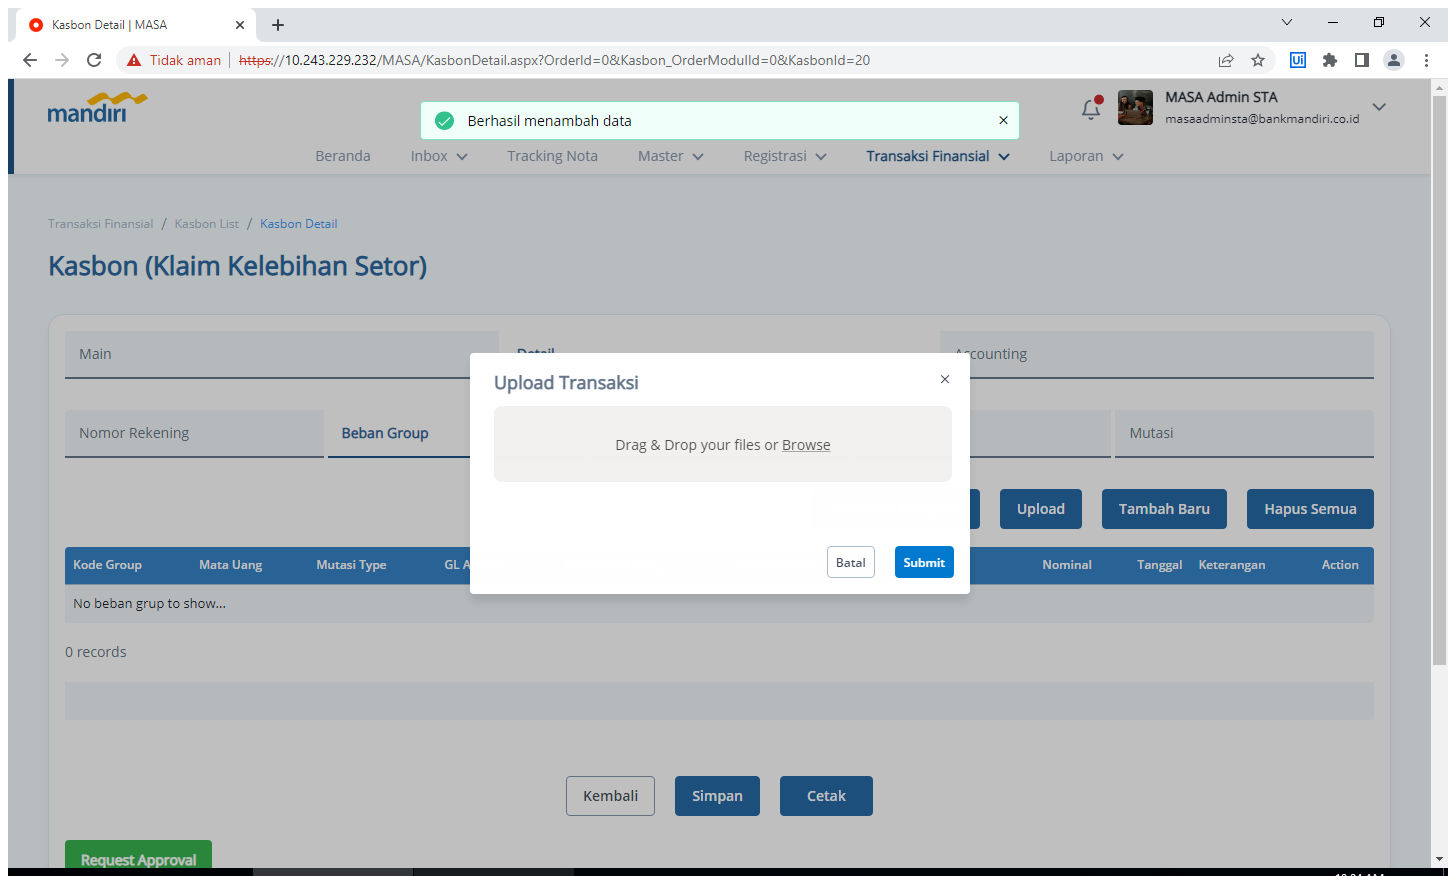 Kasbon Detail | MASA
Tidak aman
https://10.243.229.232/MASA/KasbonDetail.aspx?OrderId=0&Kasbon_OrderModulId=0&KasbonId=20
mandiri
Berhasil menambah data
MASA Admin STA
masaadminsta@bankmandiri.co.id
Beranda Inbox Tracking Nota Master Registrasi Transaksi Finansial Laporan
Transaksi Finansial / Kasbon List / Kasbon Detail
Kasbon (Klaim Kelebihan Setor)
Main Detail Accounting
Upload Transaksi
Nomor Rekening Beban Group Mutasi
Drag & Drop your files or Browse
Upload Tambah Baru Hapus Semua
Batal Submit
Kode Group Mata Uang Mutasi Type GL A Nominal Tanggal Keterangan Action
No beban grup to show...
0 records
Kembali Simpan Cetak
Request Approval